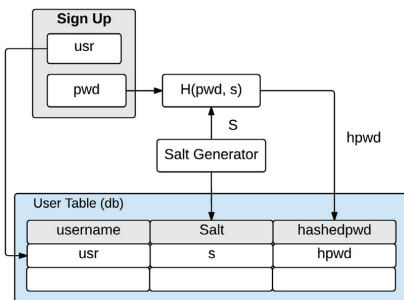 Sign Up
usr
pwd
H(pwd, s)
S
hpwd
Salt Generator
User Table (db)
username Salt hashedpwd
usr s hpwd